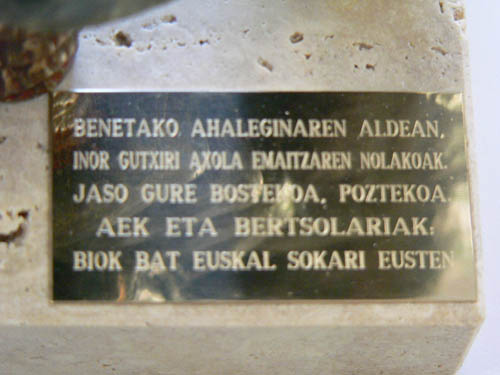 BENETAKO AHALEGINAREN ALDEAN,
INOR GUTXIRI AXOLA EMAITZAREN NOLAKOAK.
JASO GURE BOSTEKOA, POZTEKOA.
AEK ETA BERTSOLARIAK:
BIOK BAT EUSKAL SOKARI EUSTEN